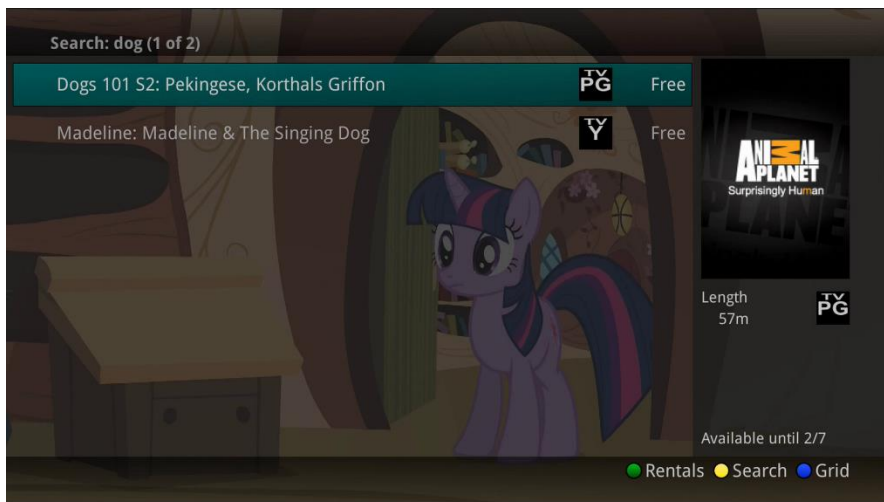 Search: dog (1 of 2)
Dogs 101 S2: Pekingese, Korthals Griffon TV PG Free
Madeline: Madeline & The Singing Dog TV Y Free
ANIMAL
PLANET
Surprisingly Human
Length TV PG
57m
Available until 2/7
Rentals Search Grid